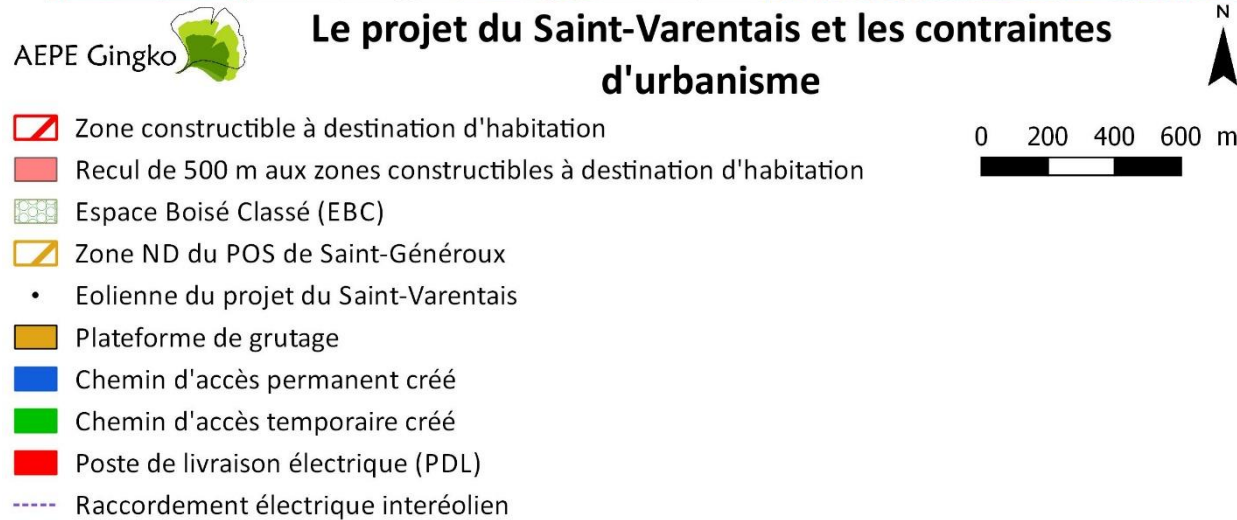 AEPE Gingko
Le projet du Saint-Varentais et les contraintes
d'urbanisme
N
Zone constructible à destination d'habitation
Recul de 500 m aux zones constructibles à destination d'habitation
Espace Boisé Classé (EBC)
Zone ND du POS de Saint-Généroux
Eolienne du projet du Saint-Varentais
Plateforme de grutage
Chemin d'accès permanent créé
Chemin d'accès temporaire créé
Poste de livraison électrique (PDL)
Raccordement électrique interéolien
0 200 400 600 m